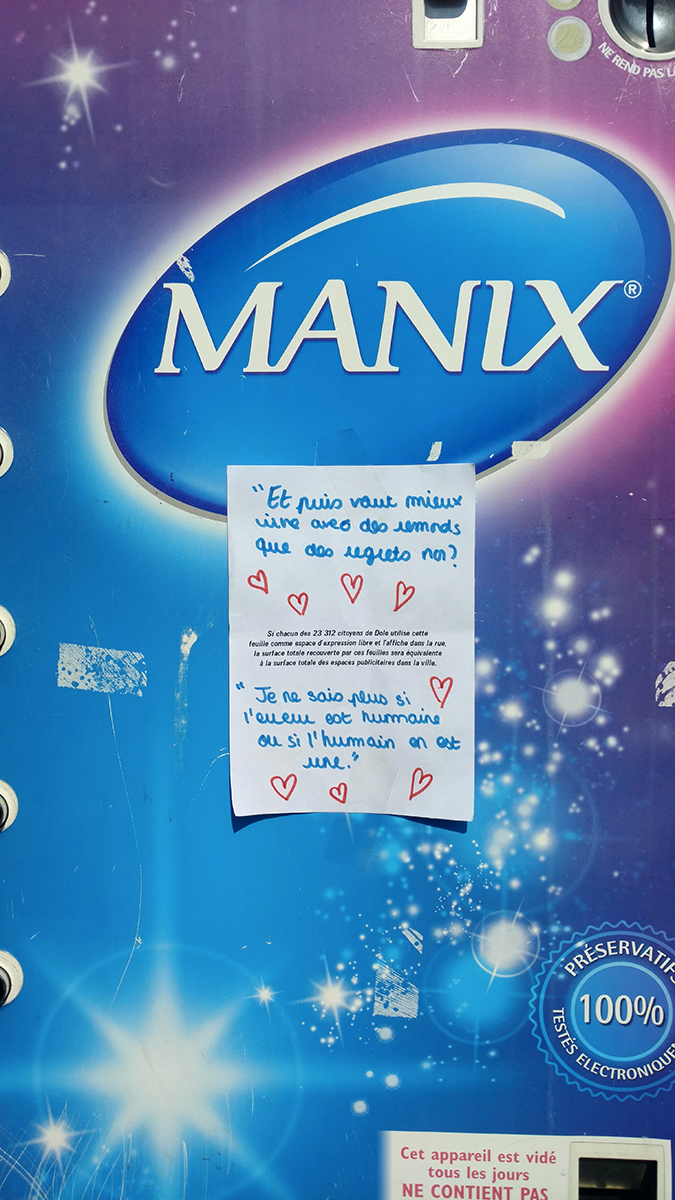 NE REND PAS
MANIX®
"Et puis vaut mieux
vivre avec des remords
que des regrets non?
Si chacun des 23 312 citoyens de Dole utilise cette
feuille comme espace d'expression libre et l'affiche dans la rue,
la surface totale recouverte par ces feuilles sera équivalente
à la surface totale des espaces publicitaires dans la ville.
"Je ne sais plus si
l'erreur est humaine
ou si l'humain en est
une."
PRÉSERVATIFS
100%
TESTÉS ELECTRONIQUE
Cet appareil est vidé
tous les jours
NE CONTIENT PAS